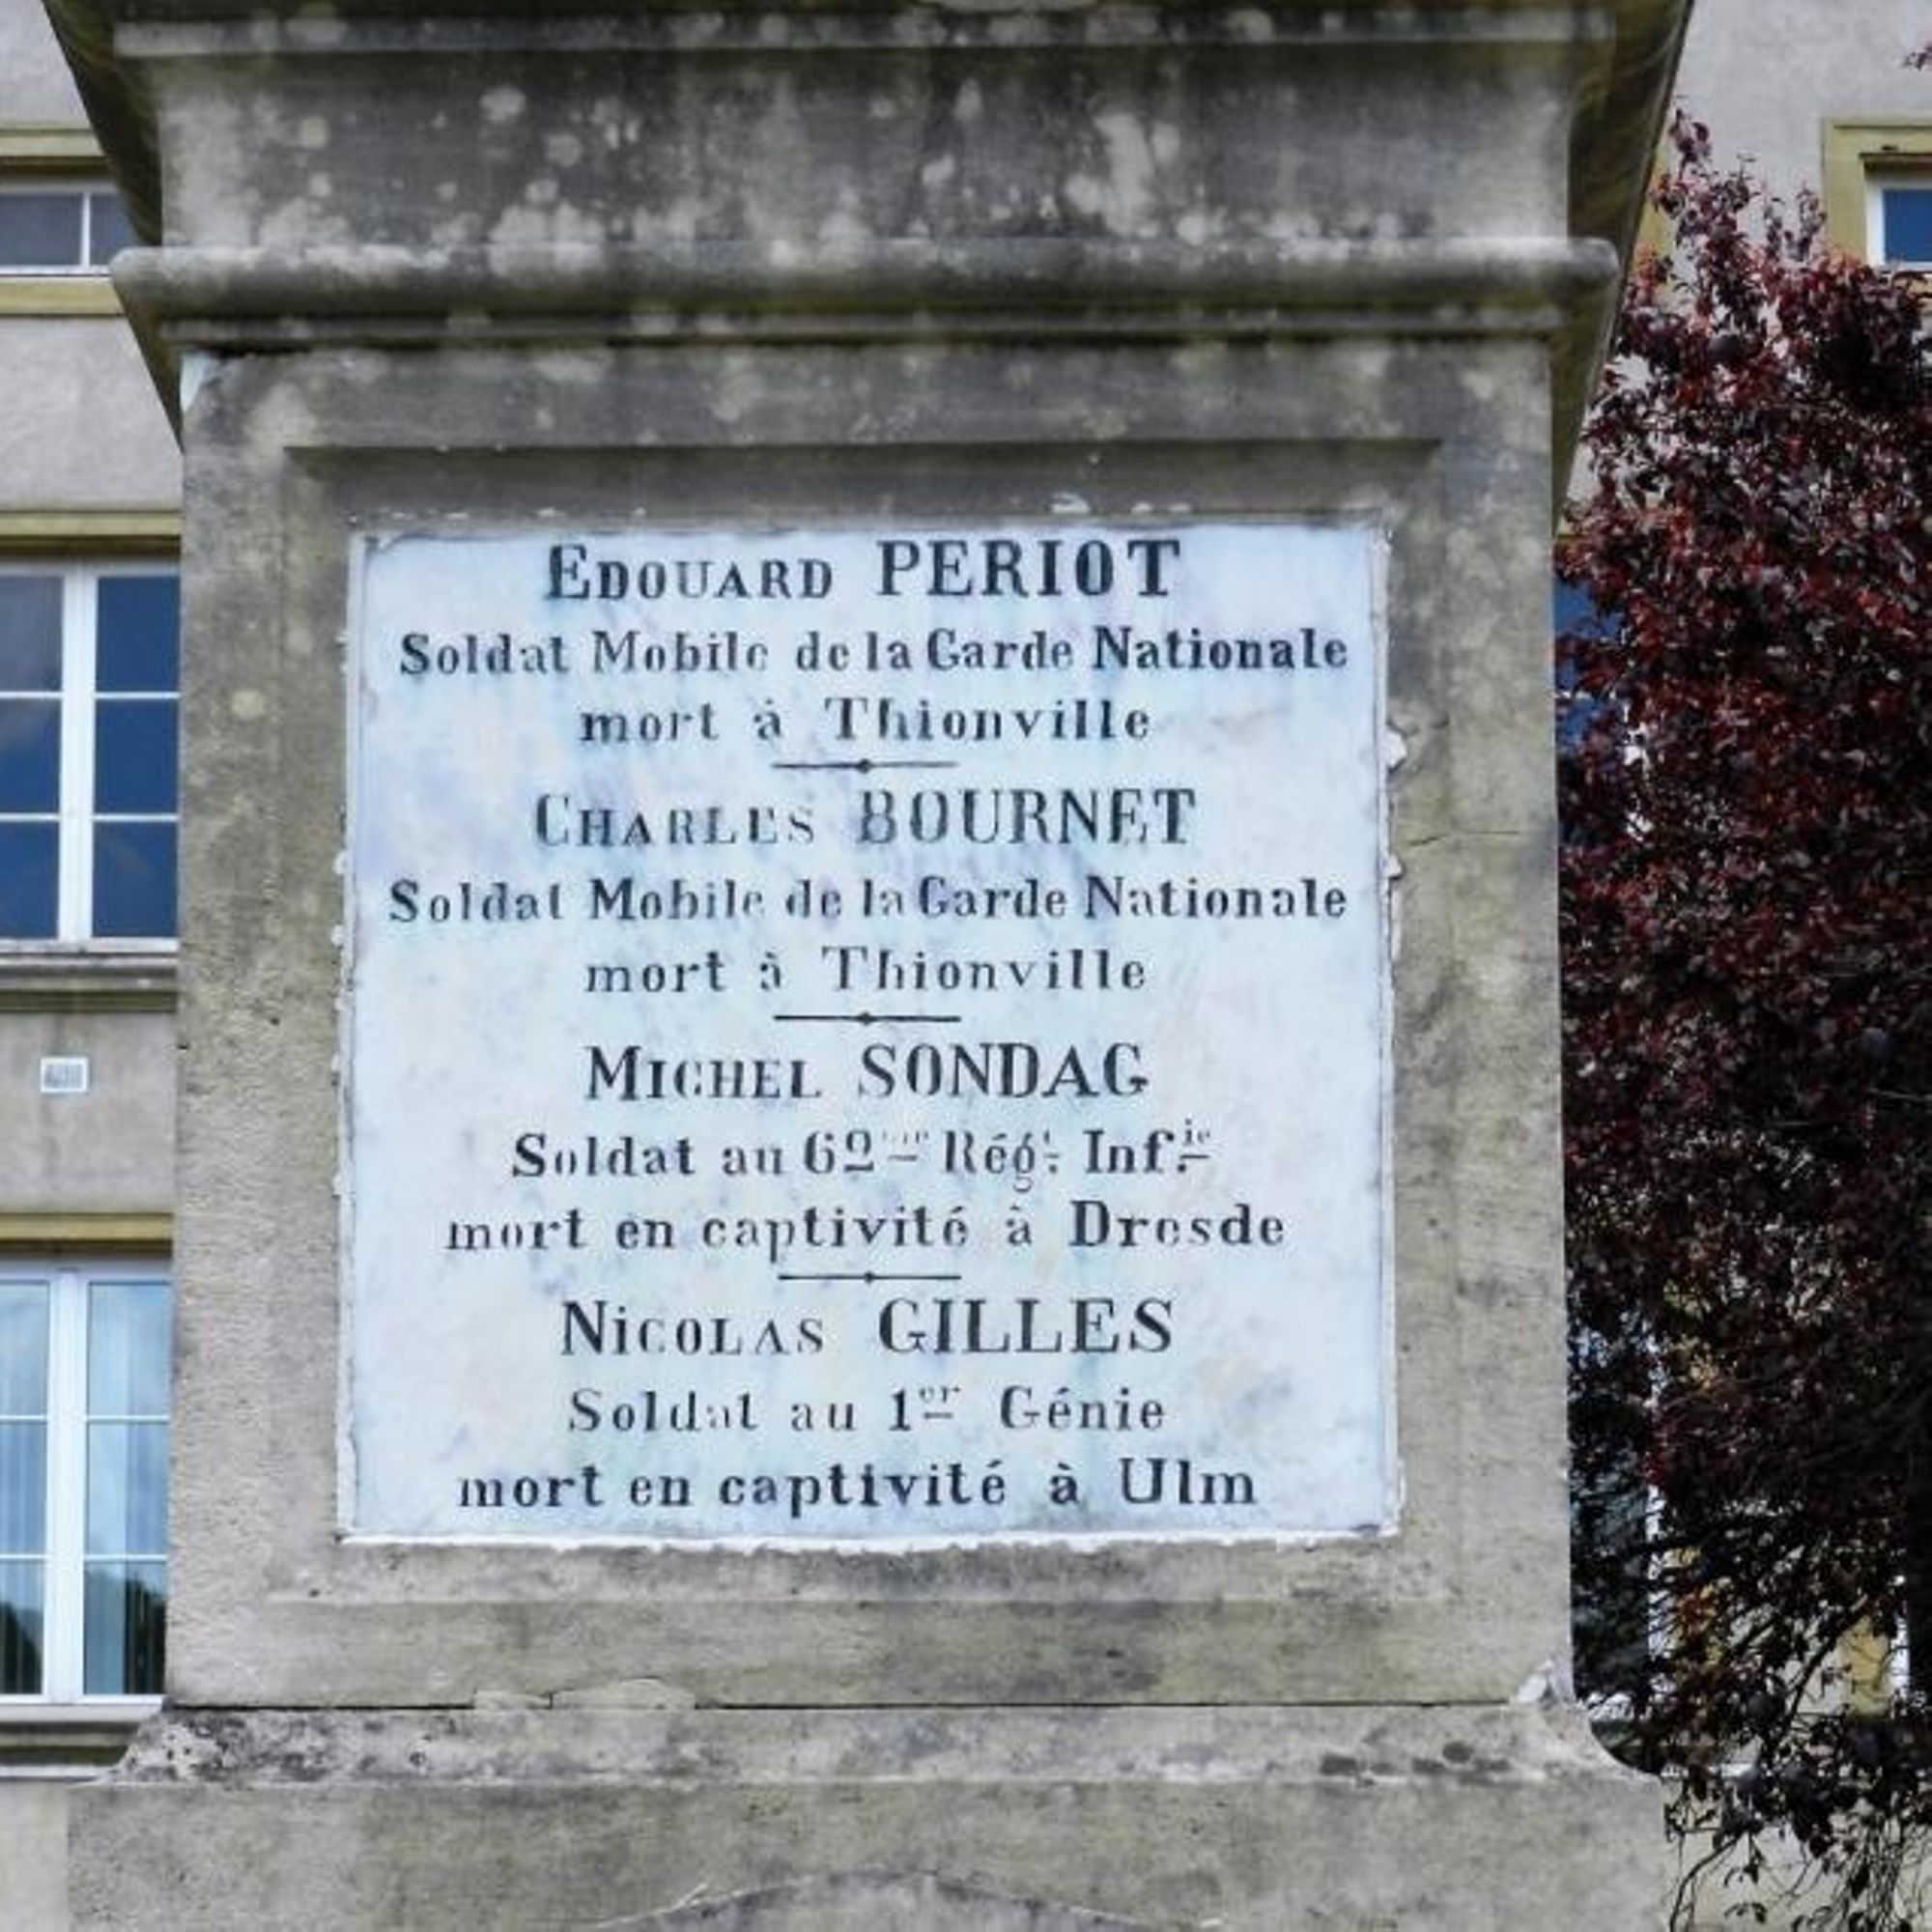 EDOUARD PERIOT
Soldat Mobile de la Garde Nationale
mort à Thionville
CHARLES BOURNET
Soldat Mobile de la Garde Nationale
mort à Thionville
MICHEL SONDAG
Soldat au 62me Régt. Infie.
mort en captivité à Dresde
NiCOLAS GILLES
Soldat au 1er Génie
mort en captivité à Ulm